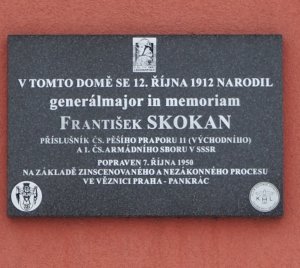 V TOMTO DOMĚ SE 12. ŘÍJNA 1912 NARODIL
generálmajor in memoriam
FRANTIŠEK SKOKAN
PŘÍSLUŠNÍK ČS. PĚŠÍHO PRAPORU 11 (VÝCHODNÍHO)
A 1. ČS. ARMÁDNÍHO SBORU V SSSR
POPRAVEN 7. ŘÍJNA 1950
NA ZÁKLADĚ ZINSCENOVANÉHO A NEZÁKONNÉHO PROCESU
VE VĚZNICI PRAHA - PANKRÁC